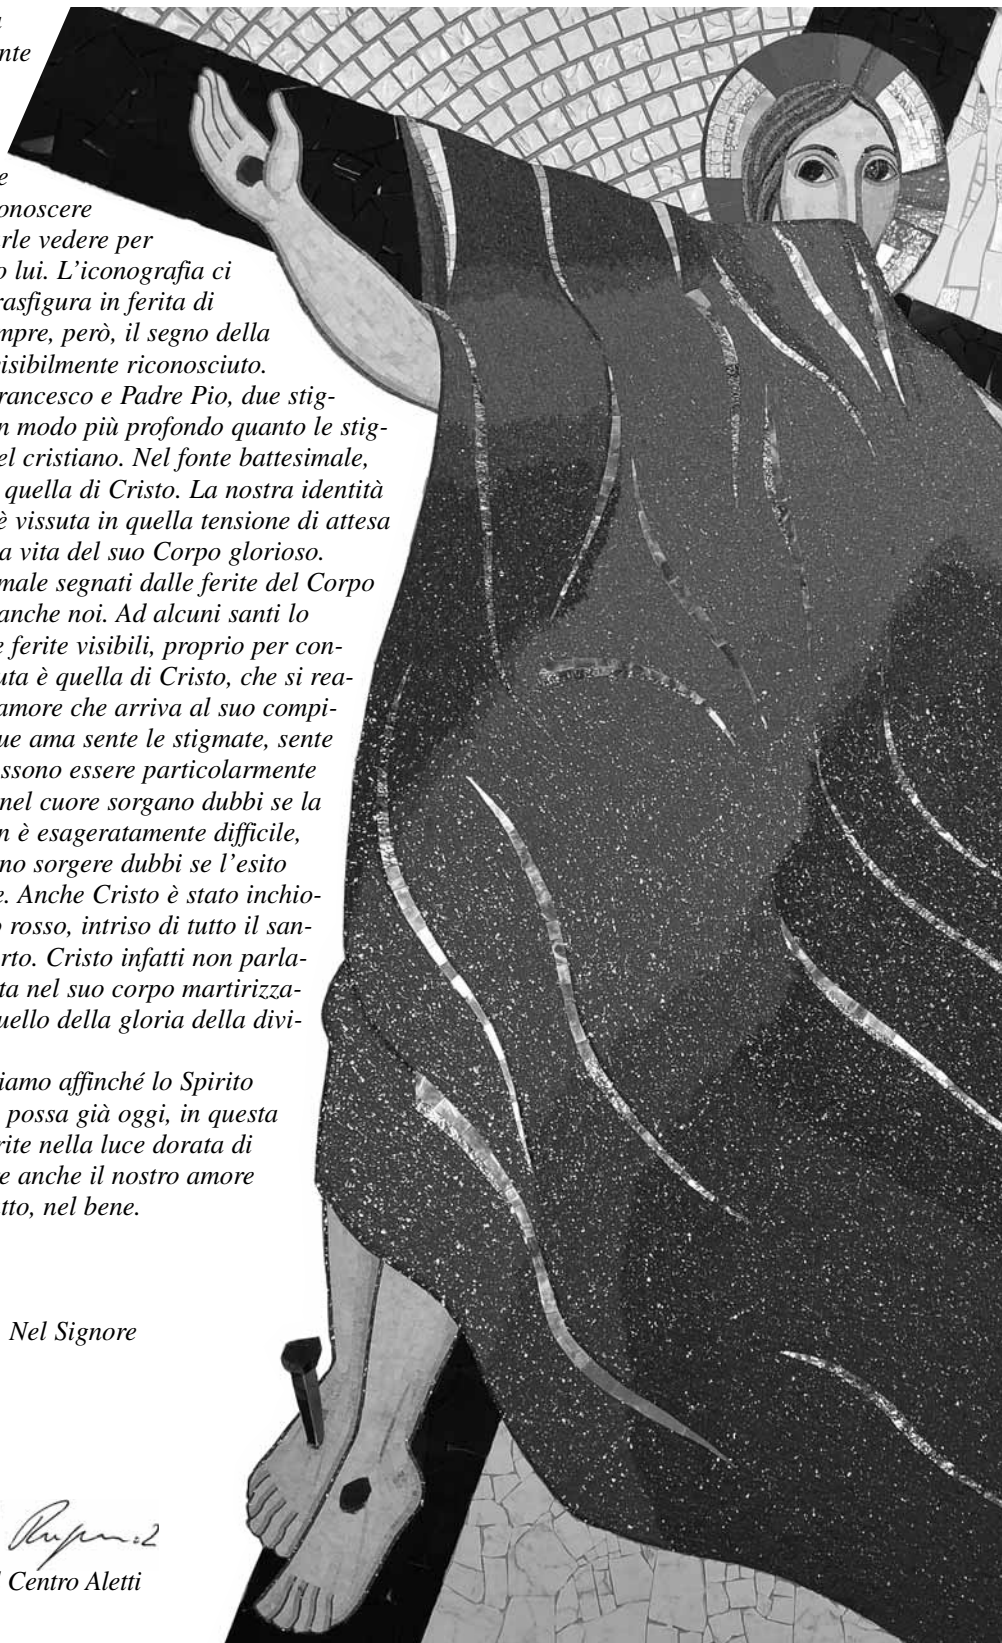 nte
e
onoscere
arle vedere per
o lui. L'iconografia ci
rasfigura in ferita di
mpre, però, il segno della
visibilmente riconosciuto.
rancesco e Padre Pio, due stig-
n modo più profondo quanto le stig-
el cristiano. Nel fonte battesimale,
quella di Cristo. La nostra identità
è vissuta in quella tensione di attesa
a vita del suo Corpo glorioso.
male segnati dalle ferite del Corpo
anche noi. Ad alcuni santi lo
e ferite visibili, proprio per con-
uta è quella di Cristo, che si rea-
amore che arriva al suo compi-
ue ama sente le stigmate, sente
ossono essere particolarmente
nel cuore sorgano dubbi se la
n è esageratamente difficile,
no sorgere dubbi se l'esito
e. Anche Cristo è stato inchio-
o rosso, intriso di tutto il san-
rto. Cristo infatti non parla-
ta nel suo corpo martirizza-
uello della gloria della divi-
iamo affinché lo Spirito
possa già oggi, in questa
rite nella luce dorata di
e anche il nostro amore
tto, nel bene.
Nel Signore
Centro Aletti